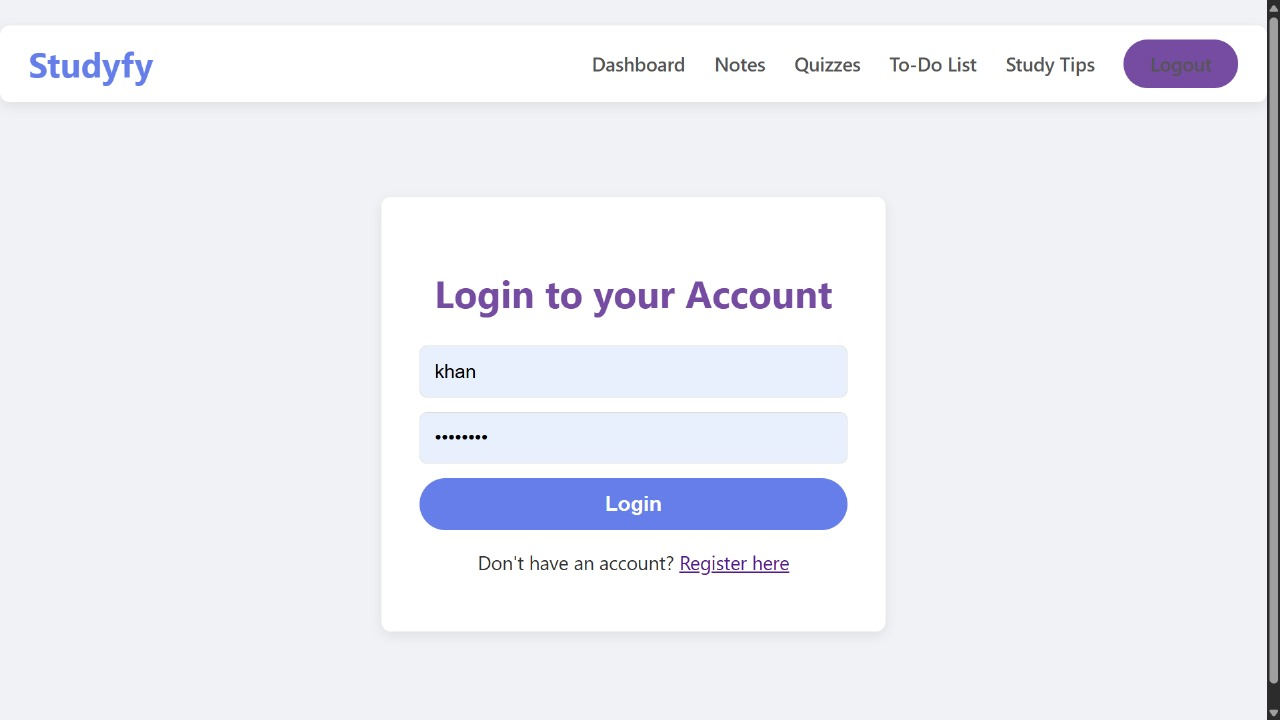 Studyfy
Dashboard Notes Quizzes To-Do List Study Tips Logout
Login to your Account
khan
••••••••
Login
Don't have an account? Register here